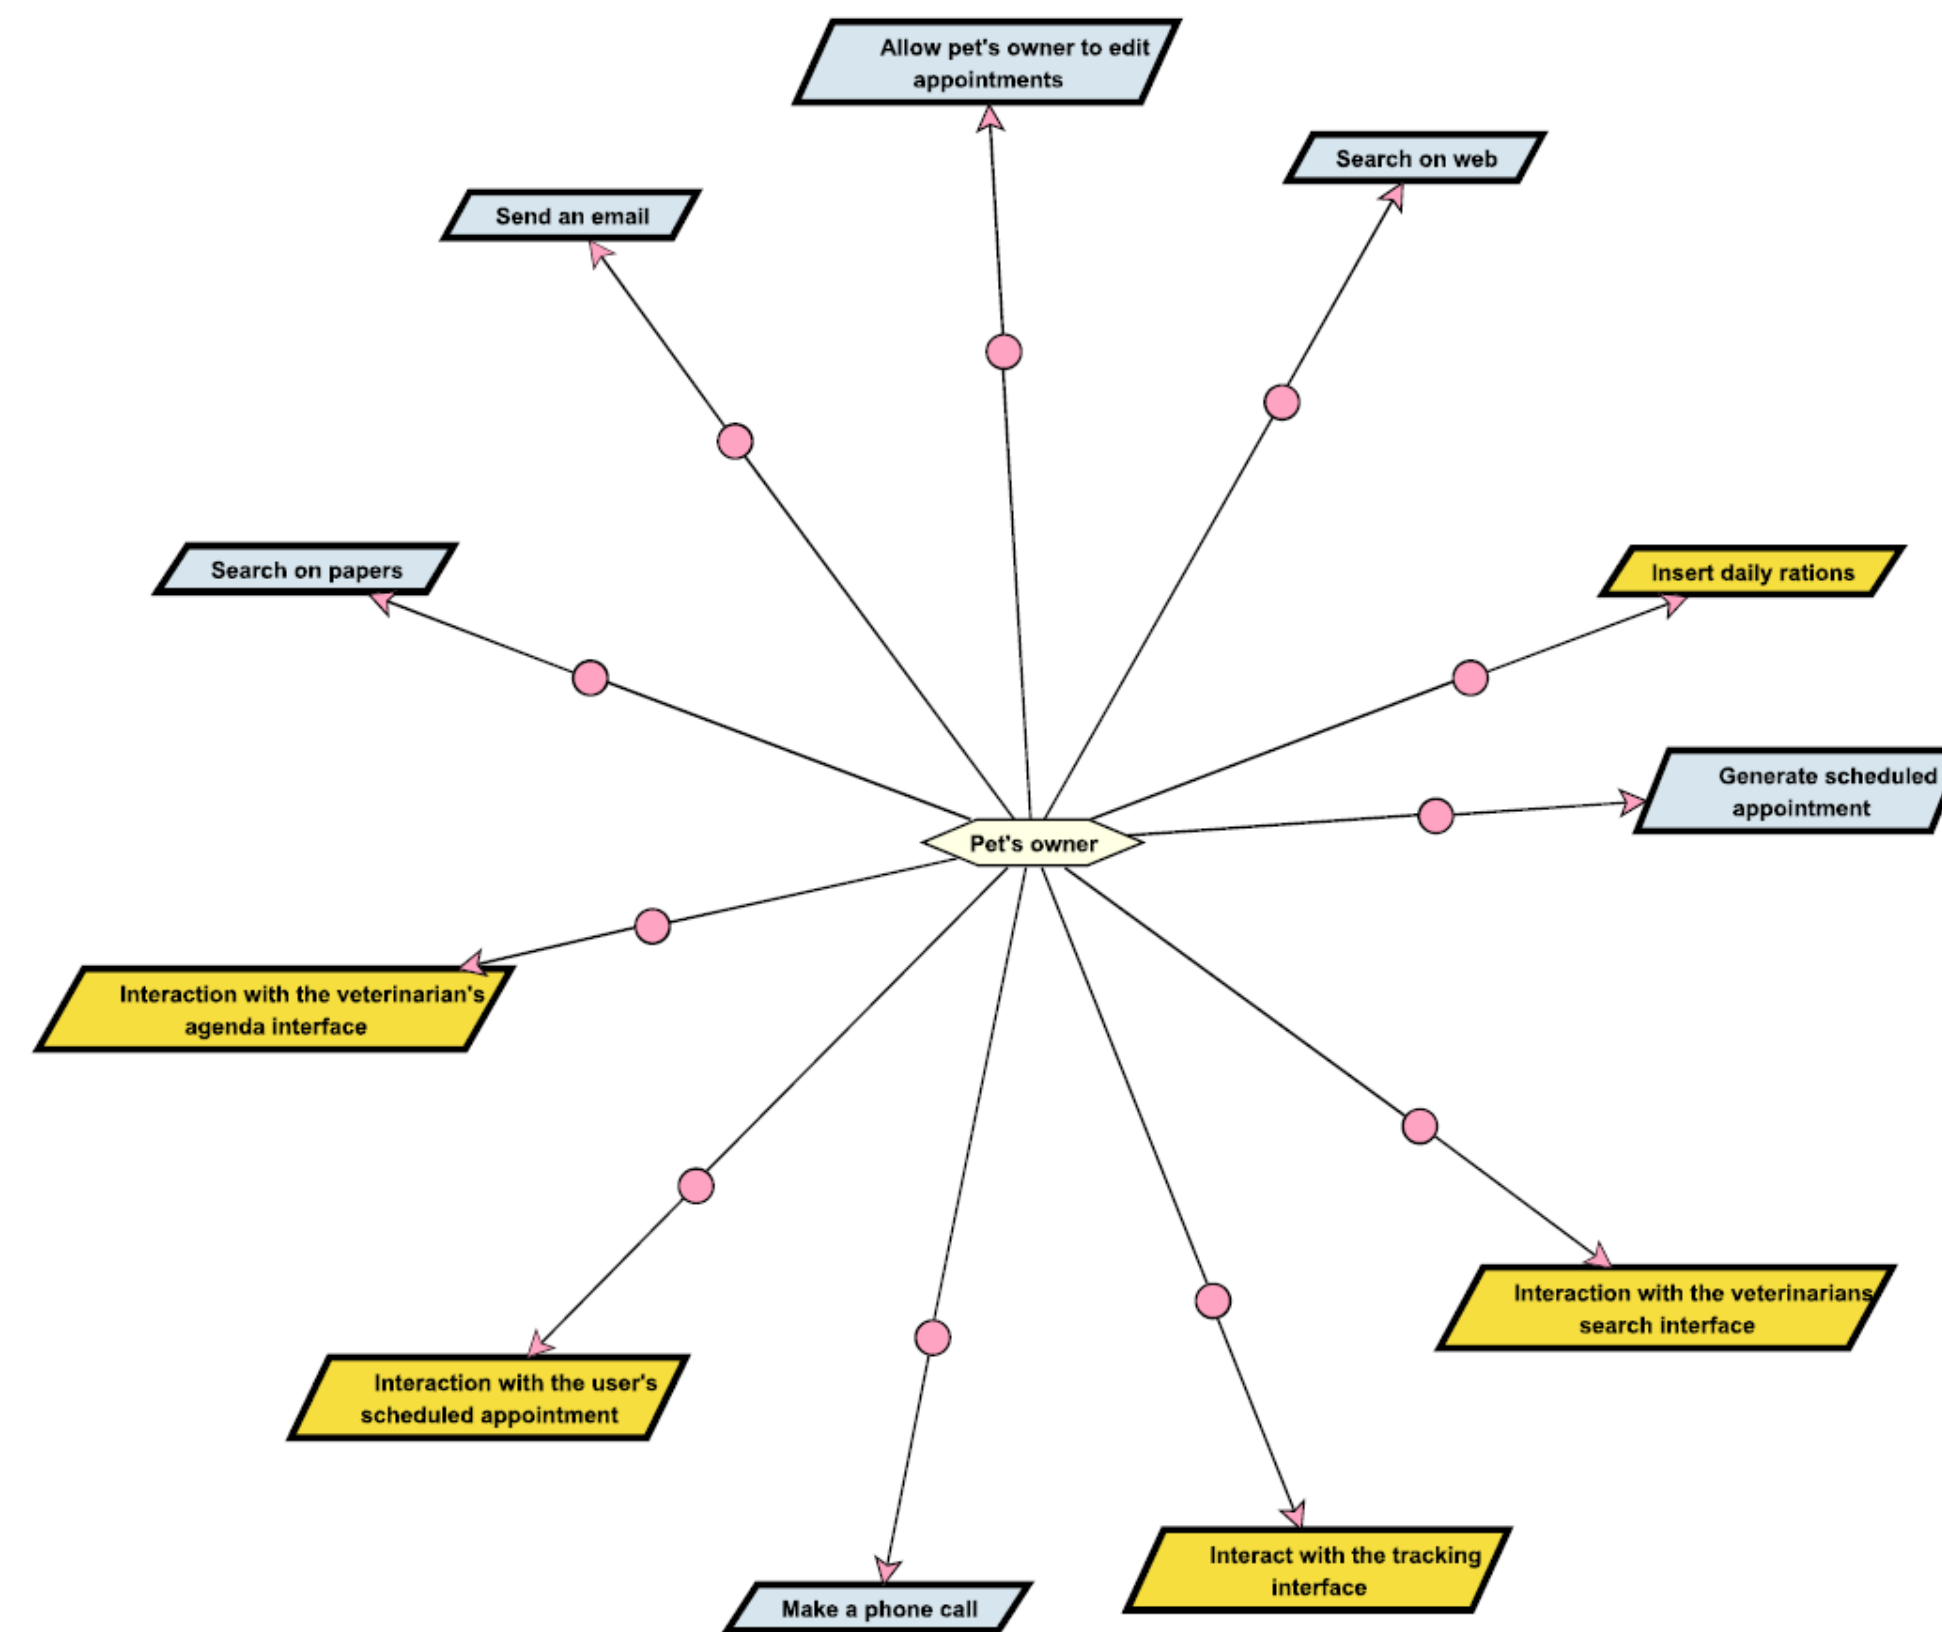 Allow pet's owner to edit
appointments
Search on web
Send an email
Search on papers
Insert daily rations
Generate scheduled
appointment
Pet's owner
Interaction with the veterinarian's
agenda interface
Interaction with the veterinarians
search interface
Interaction with the user's
scheduled appointment
Interact with the tracking
interface
Make a phone call